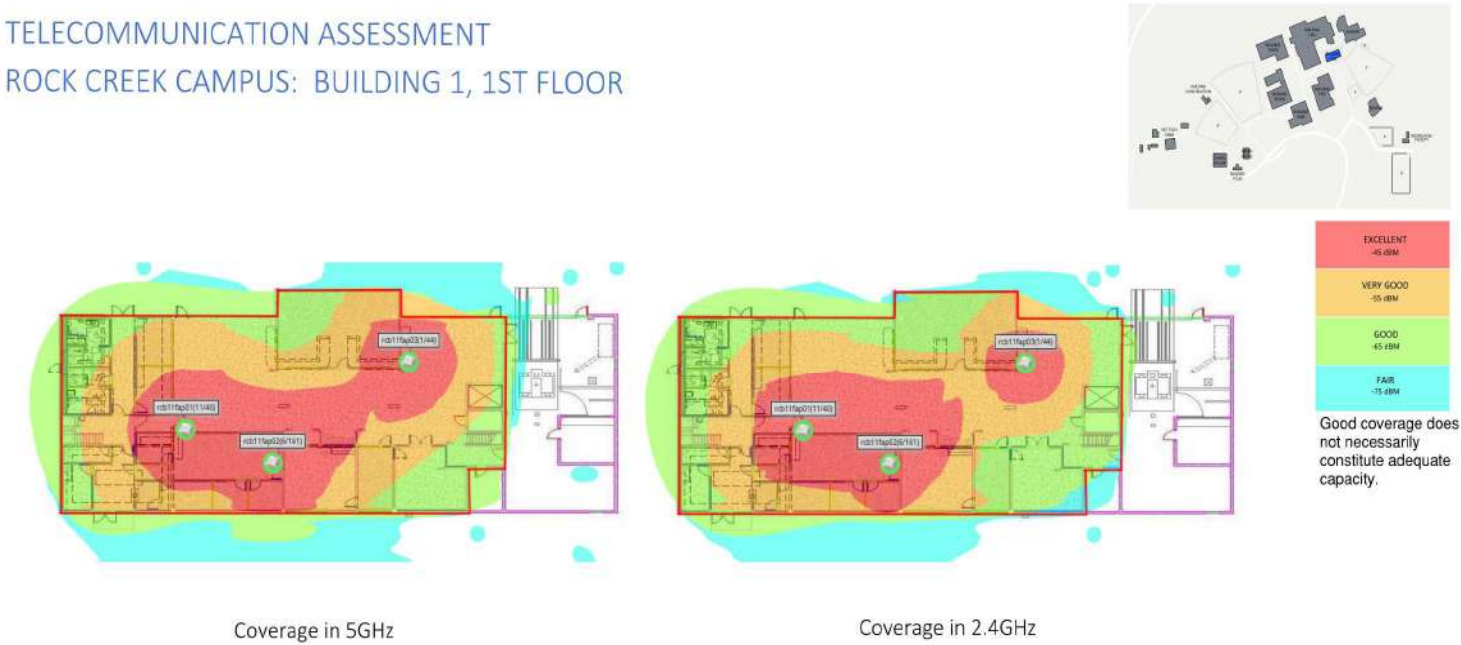 TELECOMMUNICATION ASSESSMENT
ROCK CREEK CAMPUS: BUILDING 1, 1ST FLOOR
EXCELLENT
-45 dBM
VERY GOOD
-55 dBM
GOOD
-65 dBM
FAIR
-75 dBM
Good coverage does
not necessarily
constitute adequate
capacity.
rcb11fap03(1/44)
rcb11fap01(11/40)
rcb11fap02(6/161)
rcb11fap03(1/44)
rcb11fap01(11/40)
rcb11fap02(6/161)
Coverage in 5GHz
Coverage in 2.4GHz